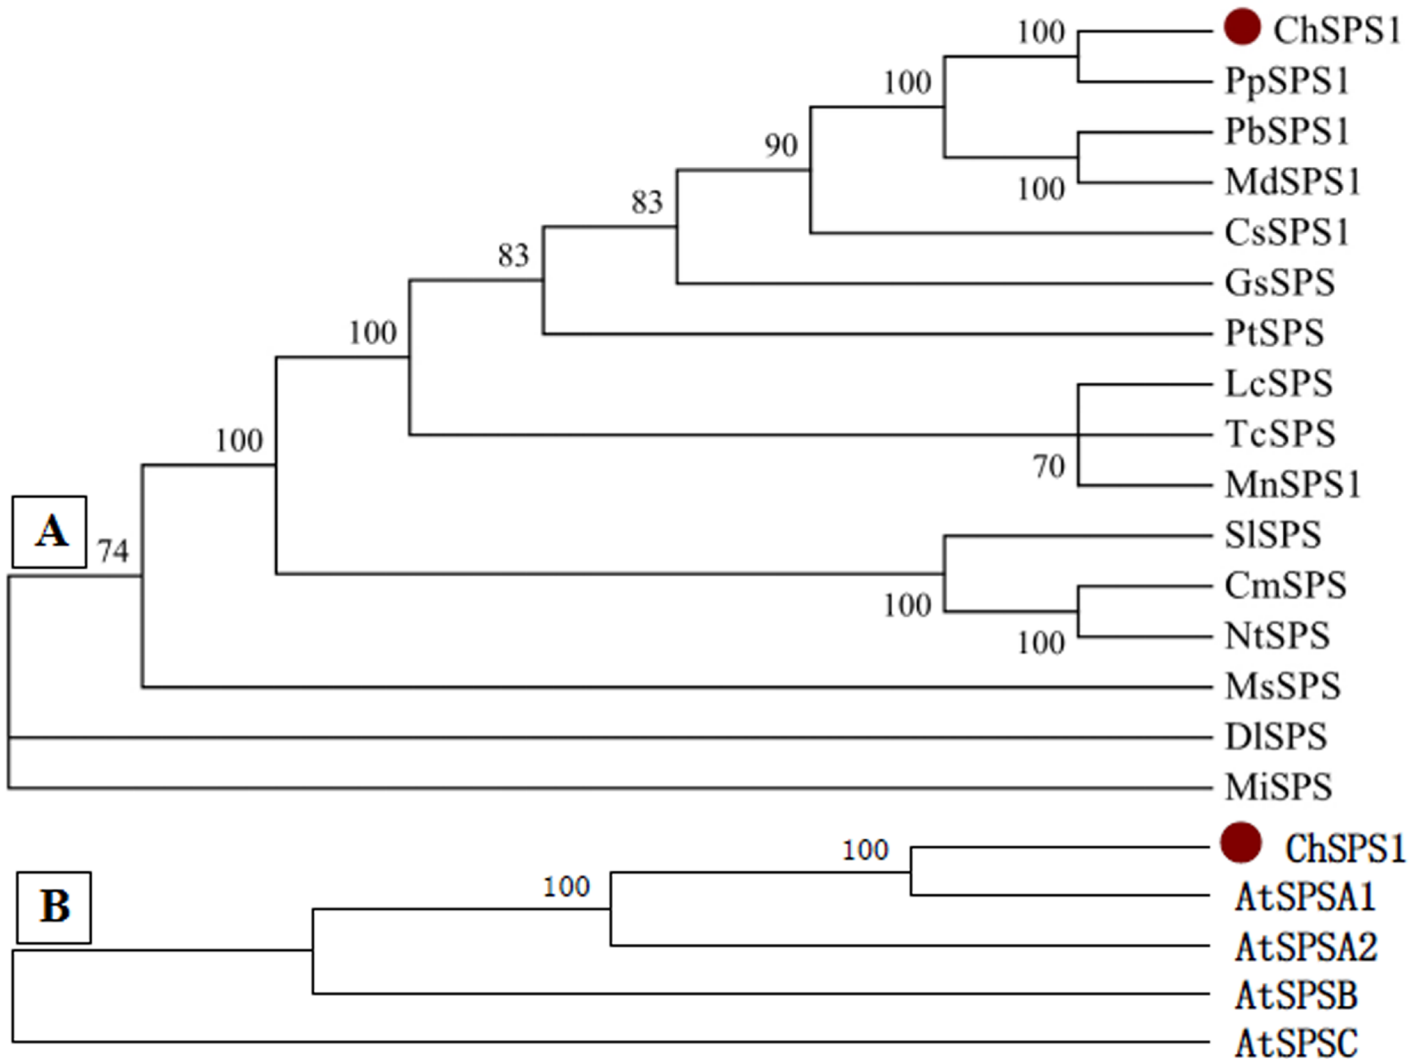 100
ChSPS1
PpSPS1
100
PbSPS1
90
MdSPS1
100
83
CsSPS1
83
GsSPS
100
PtSPS
LcSPS
100
TcSPS
70
MnSPS1
A
74
SlSPS
CmSPS
100
NtSPS
100
MsSPS
DlSPS
MiSPS
100
ChSPS1
B
100
AtSPSA1
AtSPSA2
AtSPSB
AtSPSC